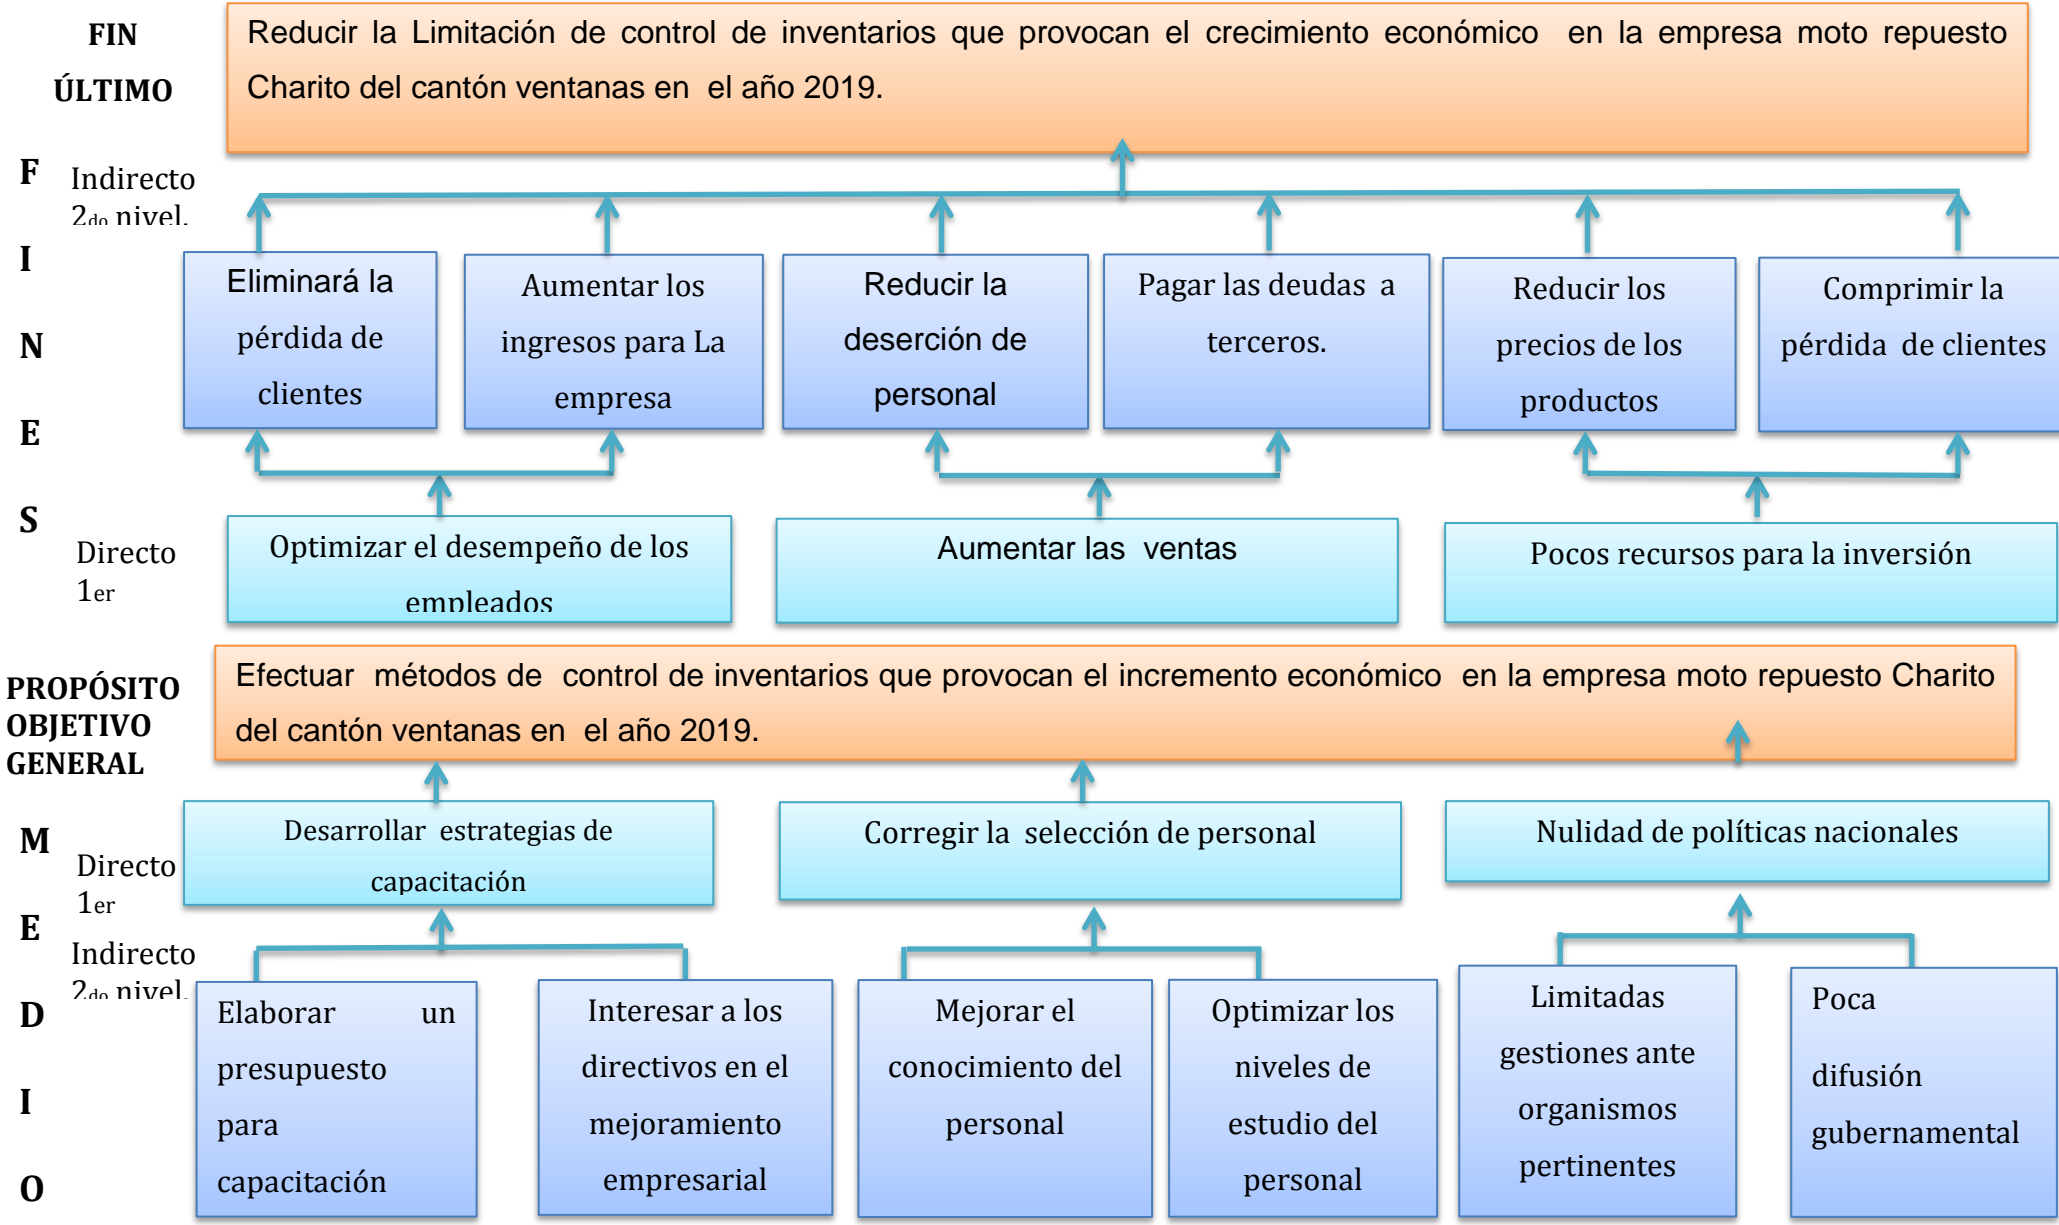 FIN
ÚLTIMO
Reducir la Limitación de control de inventarios que provocan el crecimiento económico en la empresa moto repuesto
Charito del cantón ventanas en el año 2019.
F
I
N
E
S
Indirecto
2do nivel.
Eliminará la
pérdida de
clientes
Aumentar los
ingresos para La
empresa
Reducir la
deserción de
personal
Pagar las deudas a
terceros.
Reducir los
precios de los
productos
Comprimir la
pérdida de clientes
Directo
1er
Optimizar el desempeño de los
empleados
Aumentar las ventas
Pocos recursos para la inversión
PROPÓSITO
OBJETIVO
GENERAL
Efectuar métodos de control de inventarios que provocan el incremento económico en la empresa moto repuesto Charito
del cantón ventanas en el año 2019.
M
E
D
I
O
Directo
1er
Desarrollar estrategias de
capacitación
Corregir la selección de personal
Nulidad de políticas nacionales
Indirecto
2do nivel.
Elaborar un
presupuesto
para
capacitación
Interesar a los
directivos en el
mejoramiento
empresarial
Mejorar el
conocimiento del
personal
Optimizar los
niveles de
estudio del
personal
Limitadas
gestiones ante
organismos
pertinentes
Poca
difusión
gubernamental